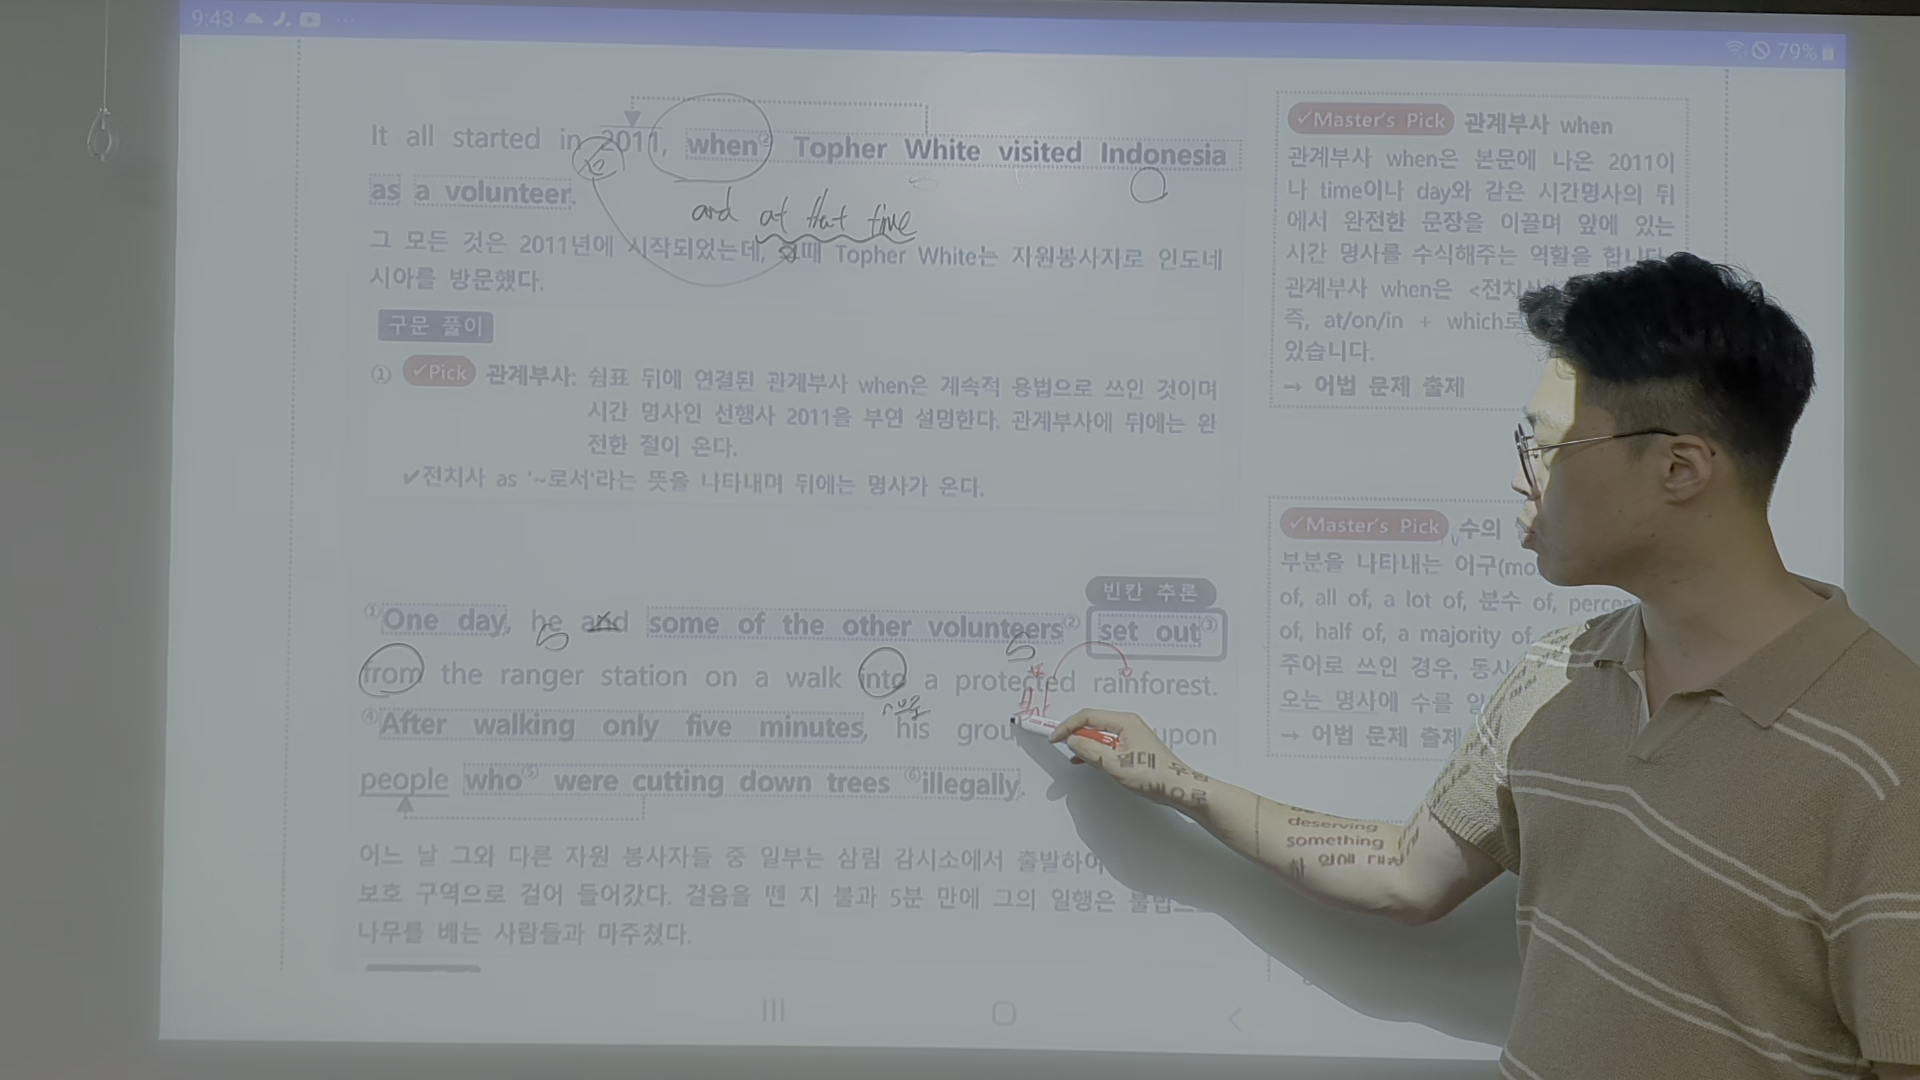 9:43
79%
It all started in 2011, when② Topher White visited Indonesia
as a volunteer.
and at that time
그 모든 것은 2011년에 시작되었는데, 때 Topher White는 자원봉사자로 인도네
시아를 방문했다.
구문 풀이
① ✓Pick 관계부사: 쉼표 뒤에 연결된 관계부사 when은 계속적 용법으로 쓰인 것이며
시간 명사인 선행사 2011을 부연 설명한다. 관계부사에 뒤에는 완
전한 절이 온다.
✔전치사 as '~로서'라는 뜻을 나타내며 뒤에는 명사가 온다.
빈칸 추론
①One day, he and some of the other volunteers② set out③
from the ranger station on a walk into a protected rainforest.
④After walking only five minutes, his upon
people who⑤ were cutting down trees ⑥illegally.
어느 날 그와 다른 자원 봉사자들 중 일부는 삼림 감시소에서 출발하여
보호 구역으로 걸어 들어갔다. 걸음을 뗀 지 불과 5분 만에 그의 일행은
나무를 베는 사람들과 마주쳤다.
✓Master's Pick 관계부사 when
관계부사 when은 본문에 나온 2011이
나 time이나 day와 같은 시간명사의 뒤
에서 완전한 문장을 이끌며 앞에 있는
시간 명사를 수식해주는 역할을 합니다.
관계부사 when은
즉, at/on/in + which로
있습니다.
→ 어법 문제 출제
✓Master's Pick 수의
부분을 나타내는 어구
of, all of, a lot of, 분수 of,
of, half of, a majority of
주어로 쓰인 경우,
오는 명사에 수를
→ 어법 문제 출제
열대
deserving
something